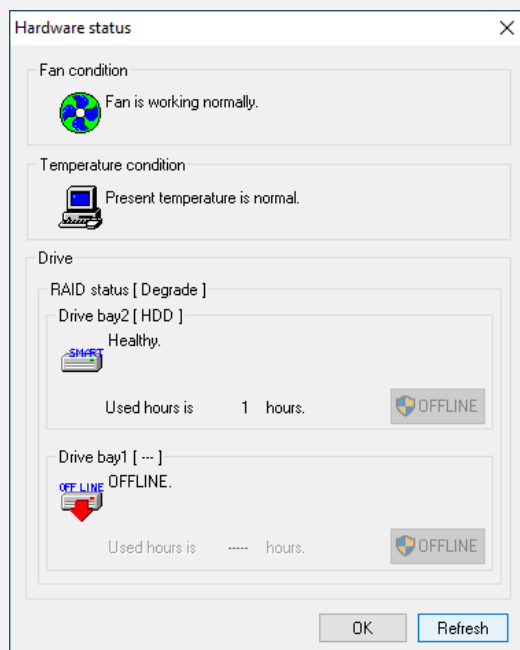 Hardware status
Fan condition
Fan is working normally.
Temperature condition
Present temperature is normal.
Drive
RAID status [ Degrade ]
Drive bay2 [ HDD ]
SMART
Healthy.
Used hours is 1 hours.
OFFLINE
Drive bay1 [ --- ]
OFF LINE
OFFLINE.
Used hours is ----- hours.
OFFLINE
OK
Refresh